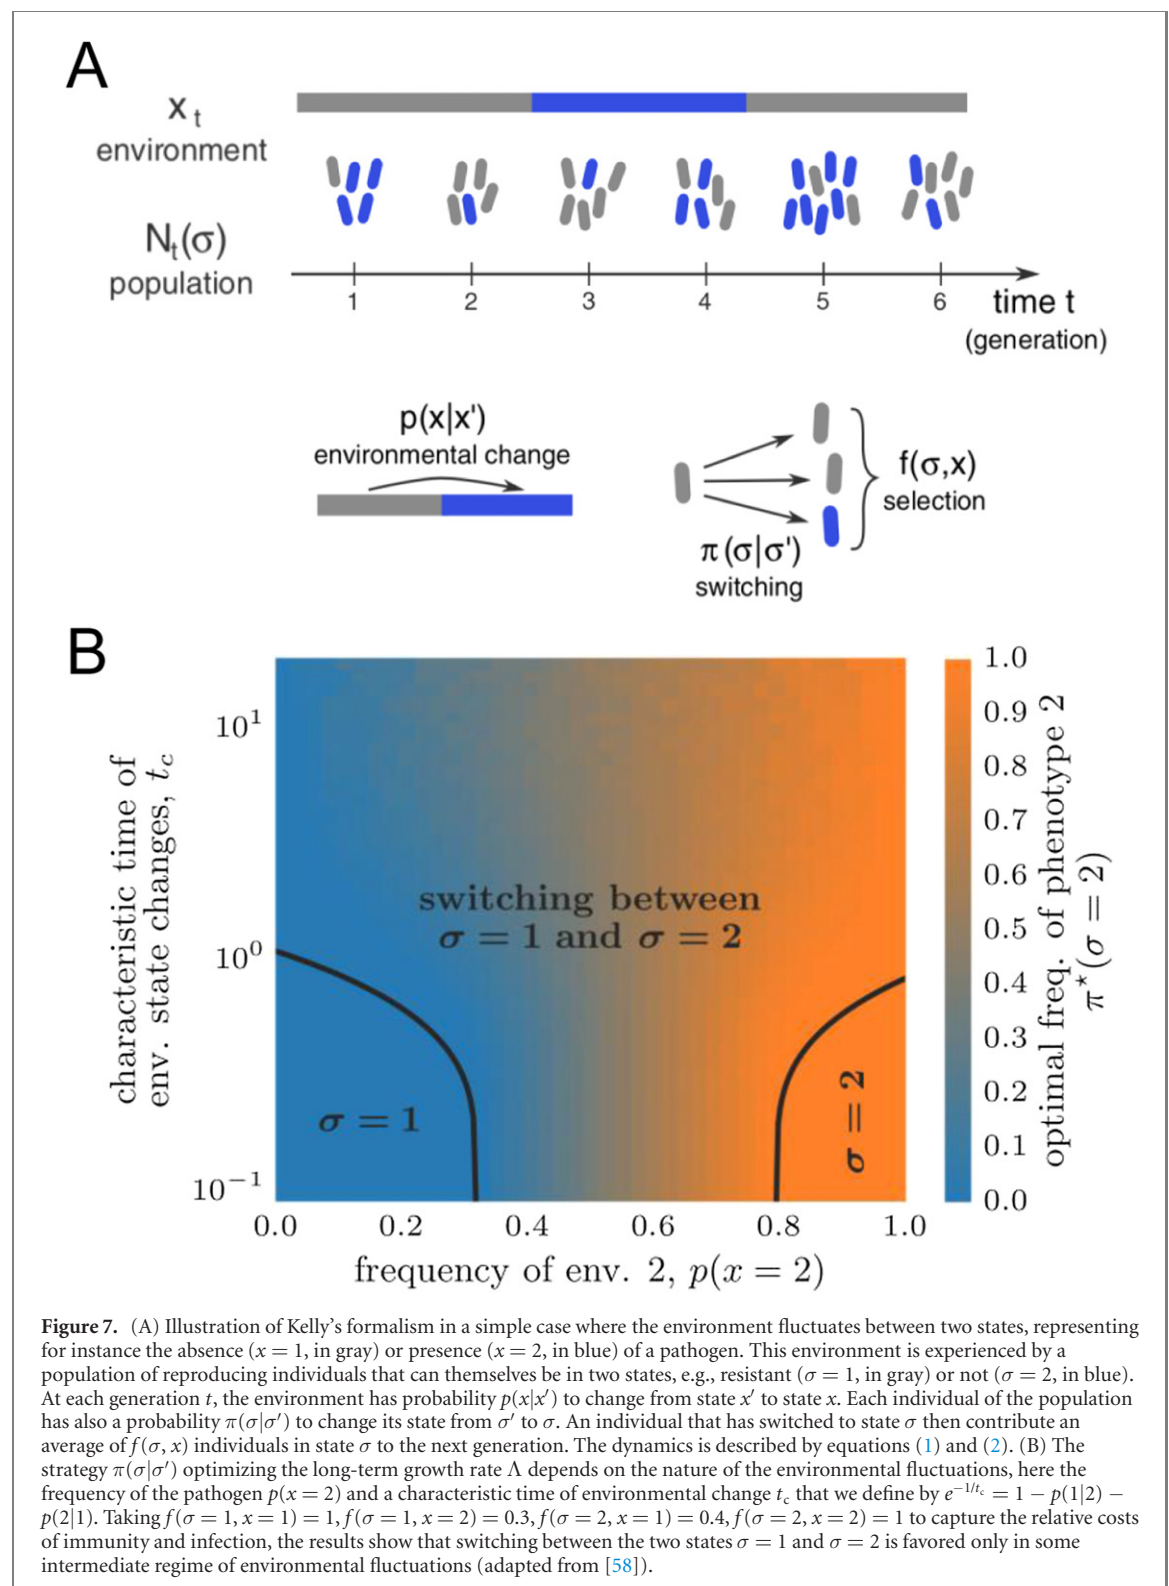 A
x t
environment
N t (σ)
population
1 2 3 4 5 6
time t
(generation)
p(x|x')
environmental change
π(σ|σ')
switching
f(σ,x)
selection
B
characteristic time of
env. state changes, t_c
10^1
10^0
10^−1
switching between
σ = 1 and σ = 2
σ = 1
σ = 2
0.0 0.2 0.4 0.6 0.8 1.0
frequency of env. 2, p(x = 2)
1.0
0.9
0.8
0.7
0.6
0.5
0.4
0.3
0.2
0.1
0.0
optimal freq. of phenotype 2
π*(σ = 2)
Figure 7. (A) Illustration of Kelly's formalism in a simple case where the environment fluctuates between two states, representing
for instance the absence (x = 1, in gray) or presence (x = 2, in blue) of a pathogen. This environment is experienced by a
population of reproducing individuals that can themselves be in two states, e.g., resistant (σ = 1, in gray) or not (σ = 2, in blue).
At each generation t, the environment has probability p(x|x′) to change from state x′ to state x. Each individual of the population
has also a probability π(σ|σ′) to change its state from σ′ to σ. An individual that has switched to state σ then contribute an
average of f(σ, x) individuals in state σ to the next generation. The dynamics is described by equations (1) and (2). (B) The
strategy π(σ|σ′) optimizing the long-term growth rate Λ depends on the nature of the environmental fluctuations, here the
frequency of the pathogen p(x = 2) and a characteristic time of environmental change t_c that we define by e^{−1/t_c} = 1 − p(1|2) −
p(2|1). Taking f(σ = 1, x = 1) = 1, f(σ = 1, x = 2) = 0.3, f(σ = 2, x = 1) = 0.4, f(σ = 2, x = 2) = 1 to capture the relative costs
of immunity and infection, the results show that switching between the two states σ = 1 and σ = 2 is favored only in some
intermediate regime of environmental fluctuations (adapted from [58]).